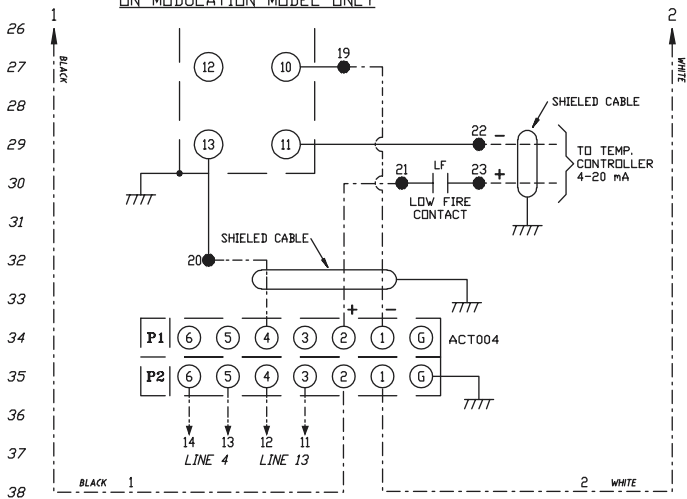 ON MODULATION MODEL ONLY
26 1 2
27 BLACK 12 10 19 WHITE
28 SHIELED CABLE
29 13 11 22 - TO TEMP.
CONTROLLER
4-20 mA
30 21 LF 23 +
LOW FIRE
CONTACT
31
SHIELED CABLE
32 20
33 + -
34 P1 6 5 4 3 2 1 G ACT004
35 P2 6 5 4 3 2 1 G
36
14 13 12 11
37 LINE 4 LINE 13
38 BLACK 1 2 WHITE